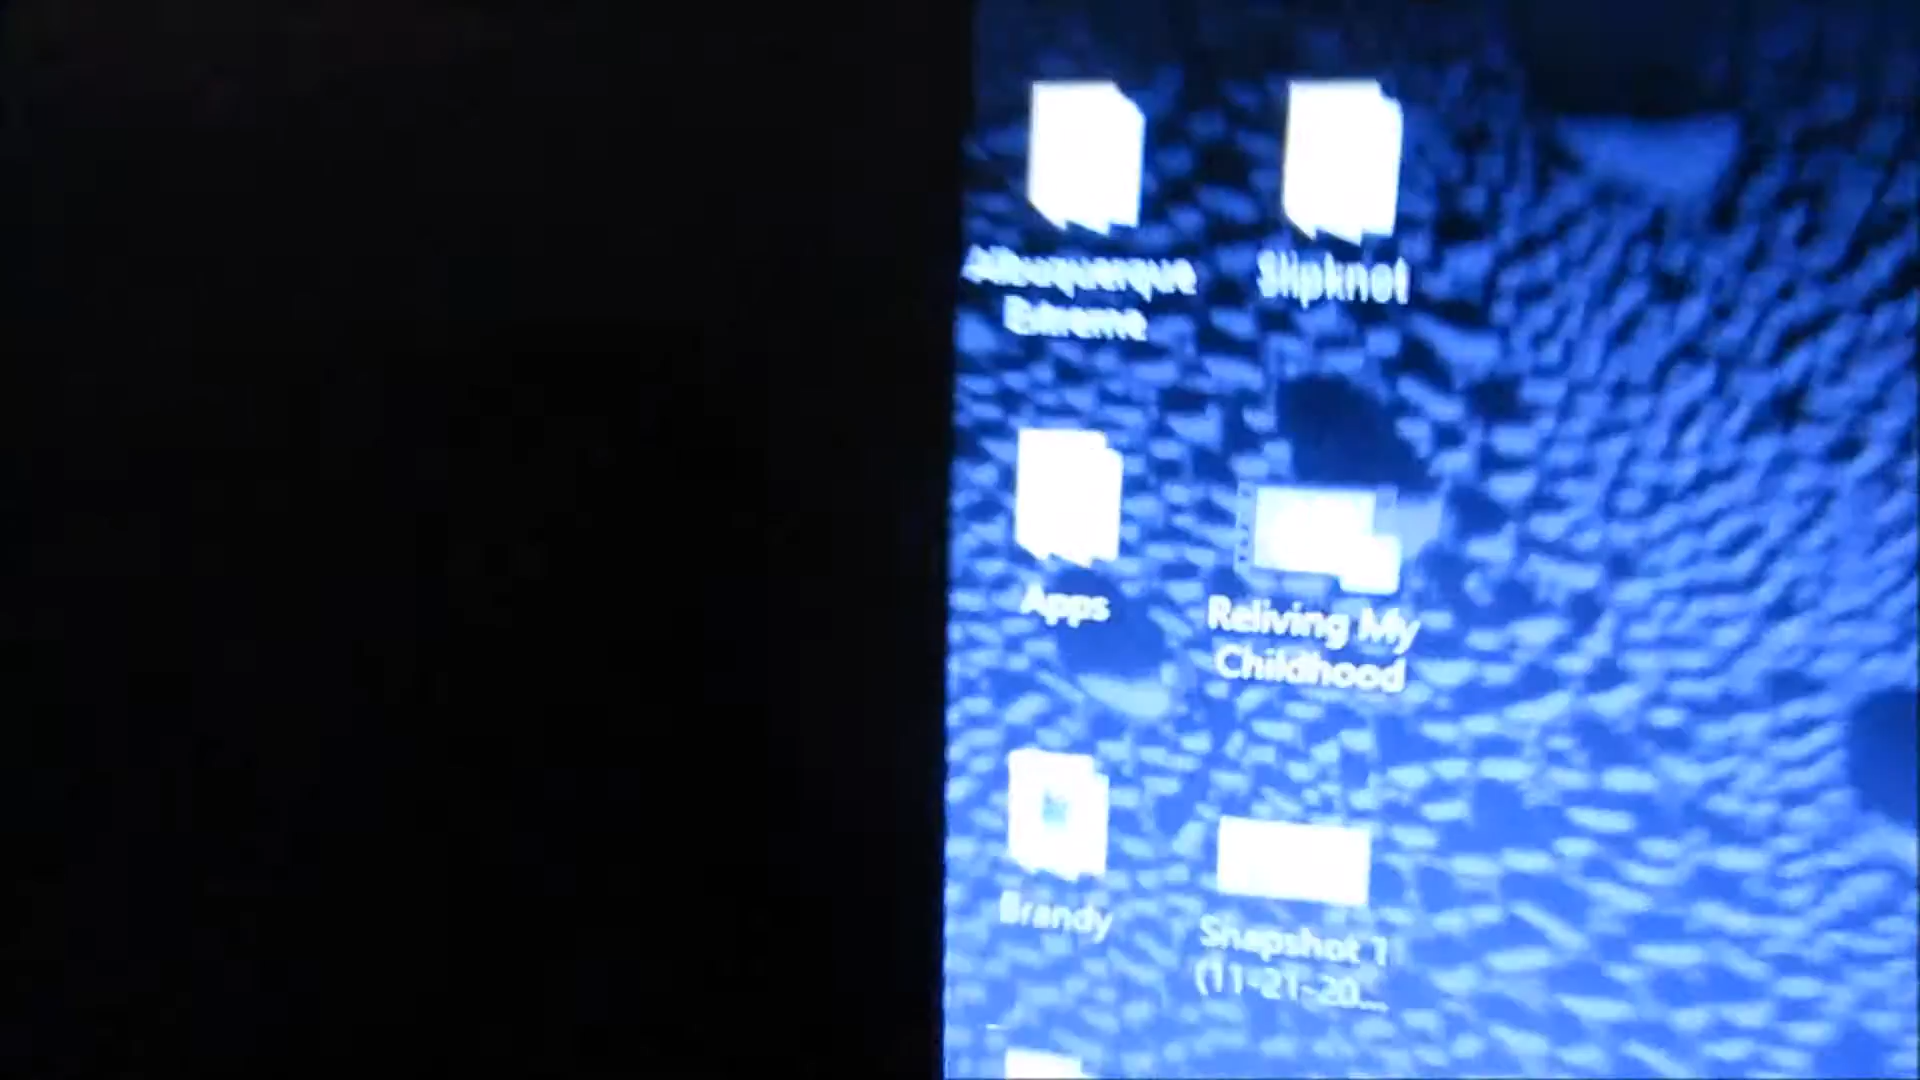 Albuquerque
Extreme
Slipknot
Apps
Reliving My
Childhood
Brandy
Snapshot 1
(11-21-20...